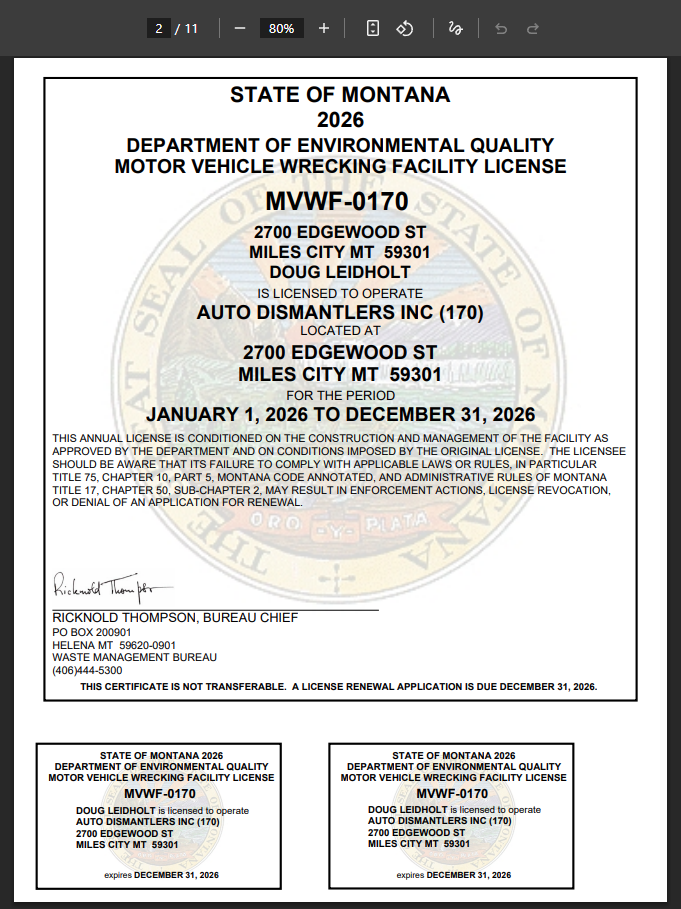 2 / 11
80%
STATE OF MONTANA
2026
DEPARTMENT OF ENVIRONMENTAL QUALITY
MOTOR VEHICLE WRECKING FACILITY LICENSE
MVWF-0170
2700 EDGEWOOD ST
MILES CITY MT 59301
DOUG LEIDHOLT
IS LICENSED TO OPERATE
AUTO DISMANTLERS INC (170)
LOCATED AT
2700 EDGEWOOD ST
MILES CITY MT 59301
FOR THE PERIOD
JANUARY 1, 2026 TO DECEMBER 31, 2026
THIS ANNUAL LICENSE IS CONDITIONED ON THE CONSTRUCTION AND MANAGEMENT OF THE FACILITY AS
APPROVED BY THE DEPARTMENT AND ON CONDITIONS IMPOSED BY THE ORIGINAL LICENSE. THE LICENSEE
SHOULD BE AWARE THAT ITS FAILURE TO COMPLY WITH APPLICABLE LAWS OR RULES, IN PARTICULAR
TITLE 75, CHAPTER 10, PART 5, MONTANA CODE ANNOTATED, AND ADMINISTRATIVE RULES OF MONTANA
TITLE 17, CHAPTER 50, SUB-CHAPTER 2, MAY RESULT IN ENFORCEMENT ACTIONS, LICENSE REVOCATION,
OR DENIAL OF AN APPLICATION FOR RENEWAL.
THE GREAT SEAL OF THE STATE OF MONTANA
ORO-Y-PLATA
Ricknold Thompson
RICKNOLD THOMPSON, BUREAU CHIEF
PO BOX 200901
HELENA MT 59620-0901
WASTE MANAGEMENT BUREAU
(406)444-5300
THIS CERTIFICATE IS NOT TRANSFERABLE. A LICENSE RENEWAL APPLICATION IS DUE DECEMBER 31, 2026.
STATE OF MONTANA 2026
DEPARTMENT OF ENVIRONMENTAL QUALITY
MOTOR VEHICLE WRECKING FACILITY LICENSE
MVWF-0170
DOUG LEIDHOLT is licensed to operate
AUTO DISMANTLERS INC (170)
2700 EDGEWOOD ST
MILES CITY MT 59301
expires DECEMBER 31, 2026
STATE OF MONTANA 2026
DEPARTMENT OF ENVIRONMENTAL QUALITY
MOTOR VEHICLE WRECKING FACILITY LICENSE
MVWF-0170
DOUG LEIDHOLT is licensed to operate
AUTO DISMANTLERS INC (170)
2700 EDGEWOOD ST
MILES CITY MT 59301
expires DECEMBER 31, 2026